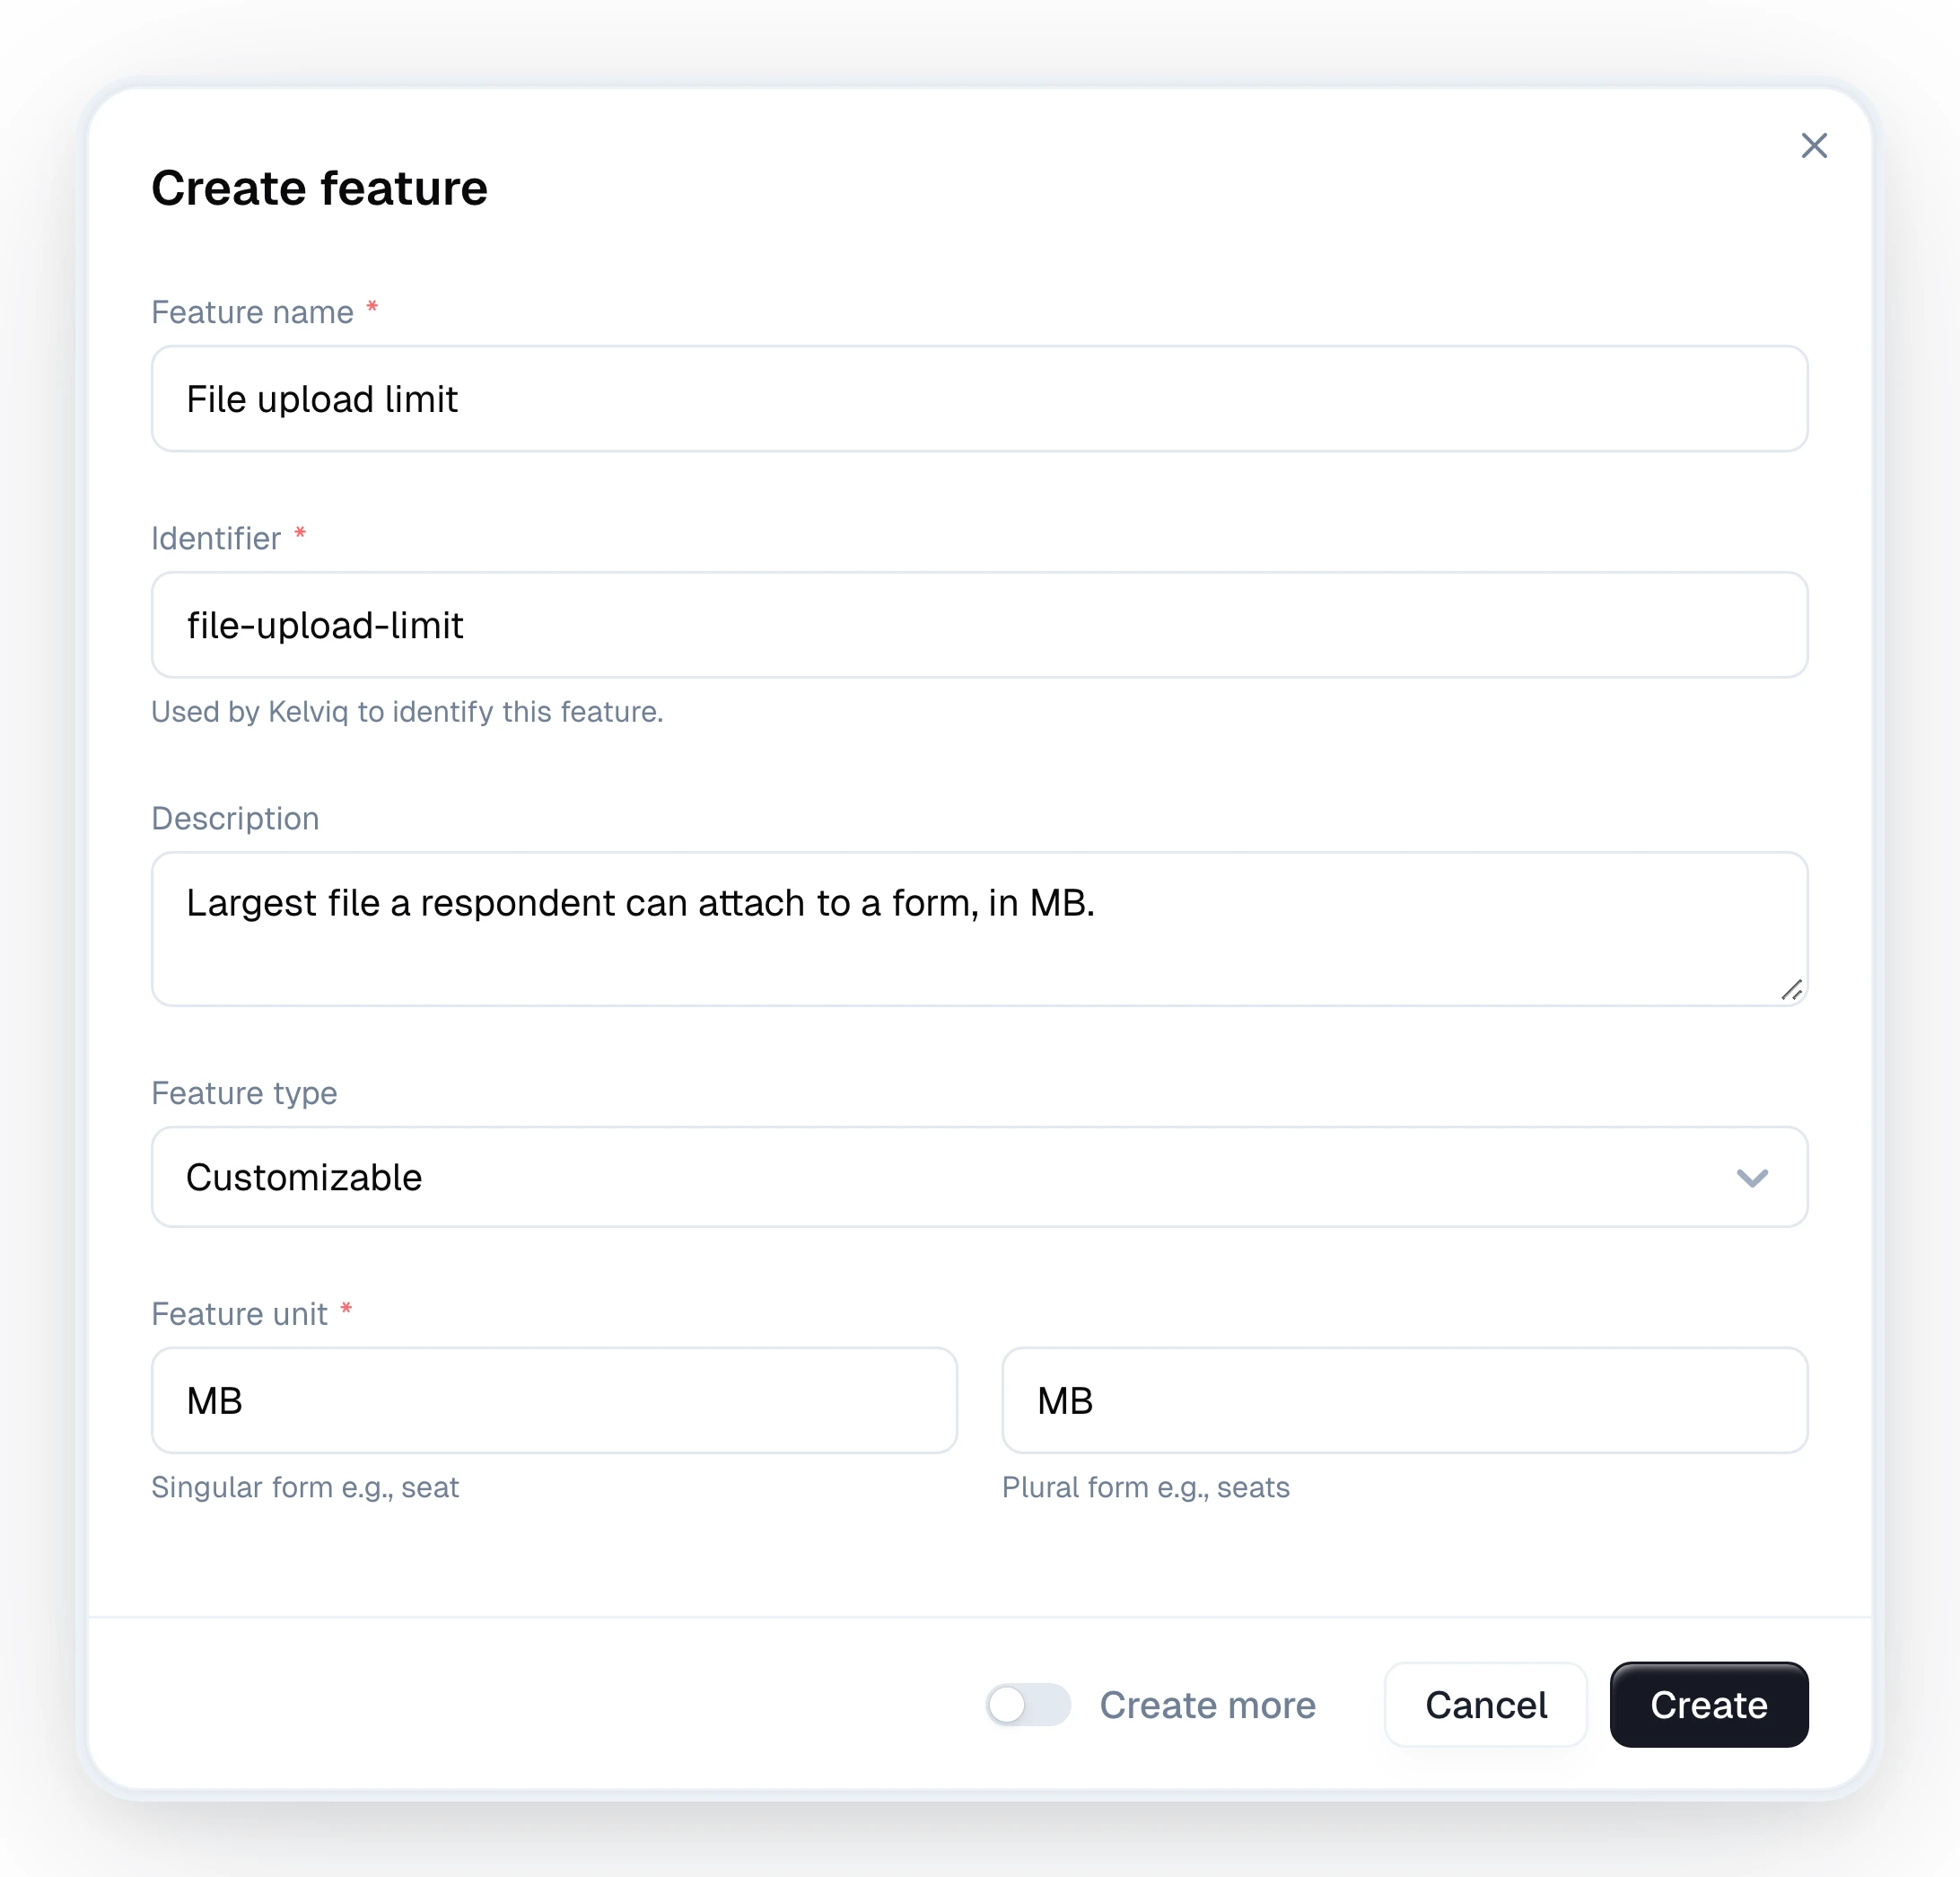 Create feature
Feature name *
File upload limit
Identifier *
file-upload-limit
Used by Kelviq to identify this feature.
Description
Largest file a respondent can attach to a form, in MB.
Feature type
Customizable
Feature unit *
MB
MB
Singular form e.g., seat
Plural form e.g., seats
Create more
Cancel
Create